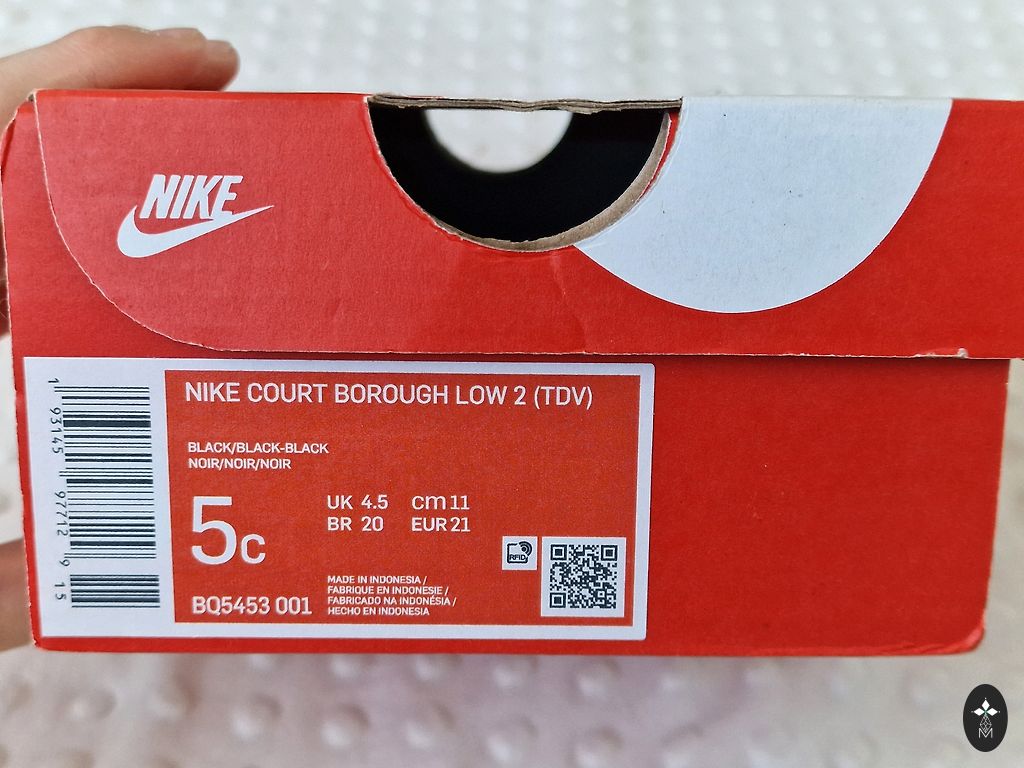 NIKE
NIKE COURT BOROUGH LOW 2 (TDV)
BLACK/BLACK-BLACK
NOIR/NOIR/NOIR
5C
UK 4.5 cm 11
BR 20 EUR 21
RFID
BQ5453 001
MADE IN INDONESIA /
FABRIQUE EN INDONESIE /
FABRICADO NA INDONÉSIA /
HECHO EN INDONESIA
1 93145 97712 9 15
M